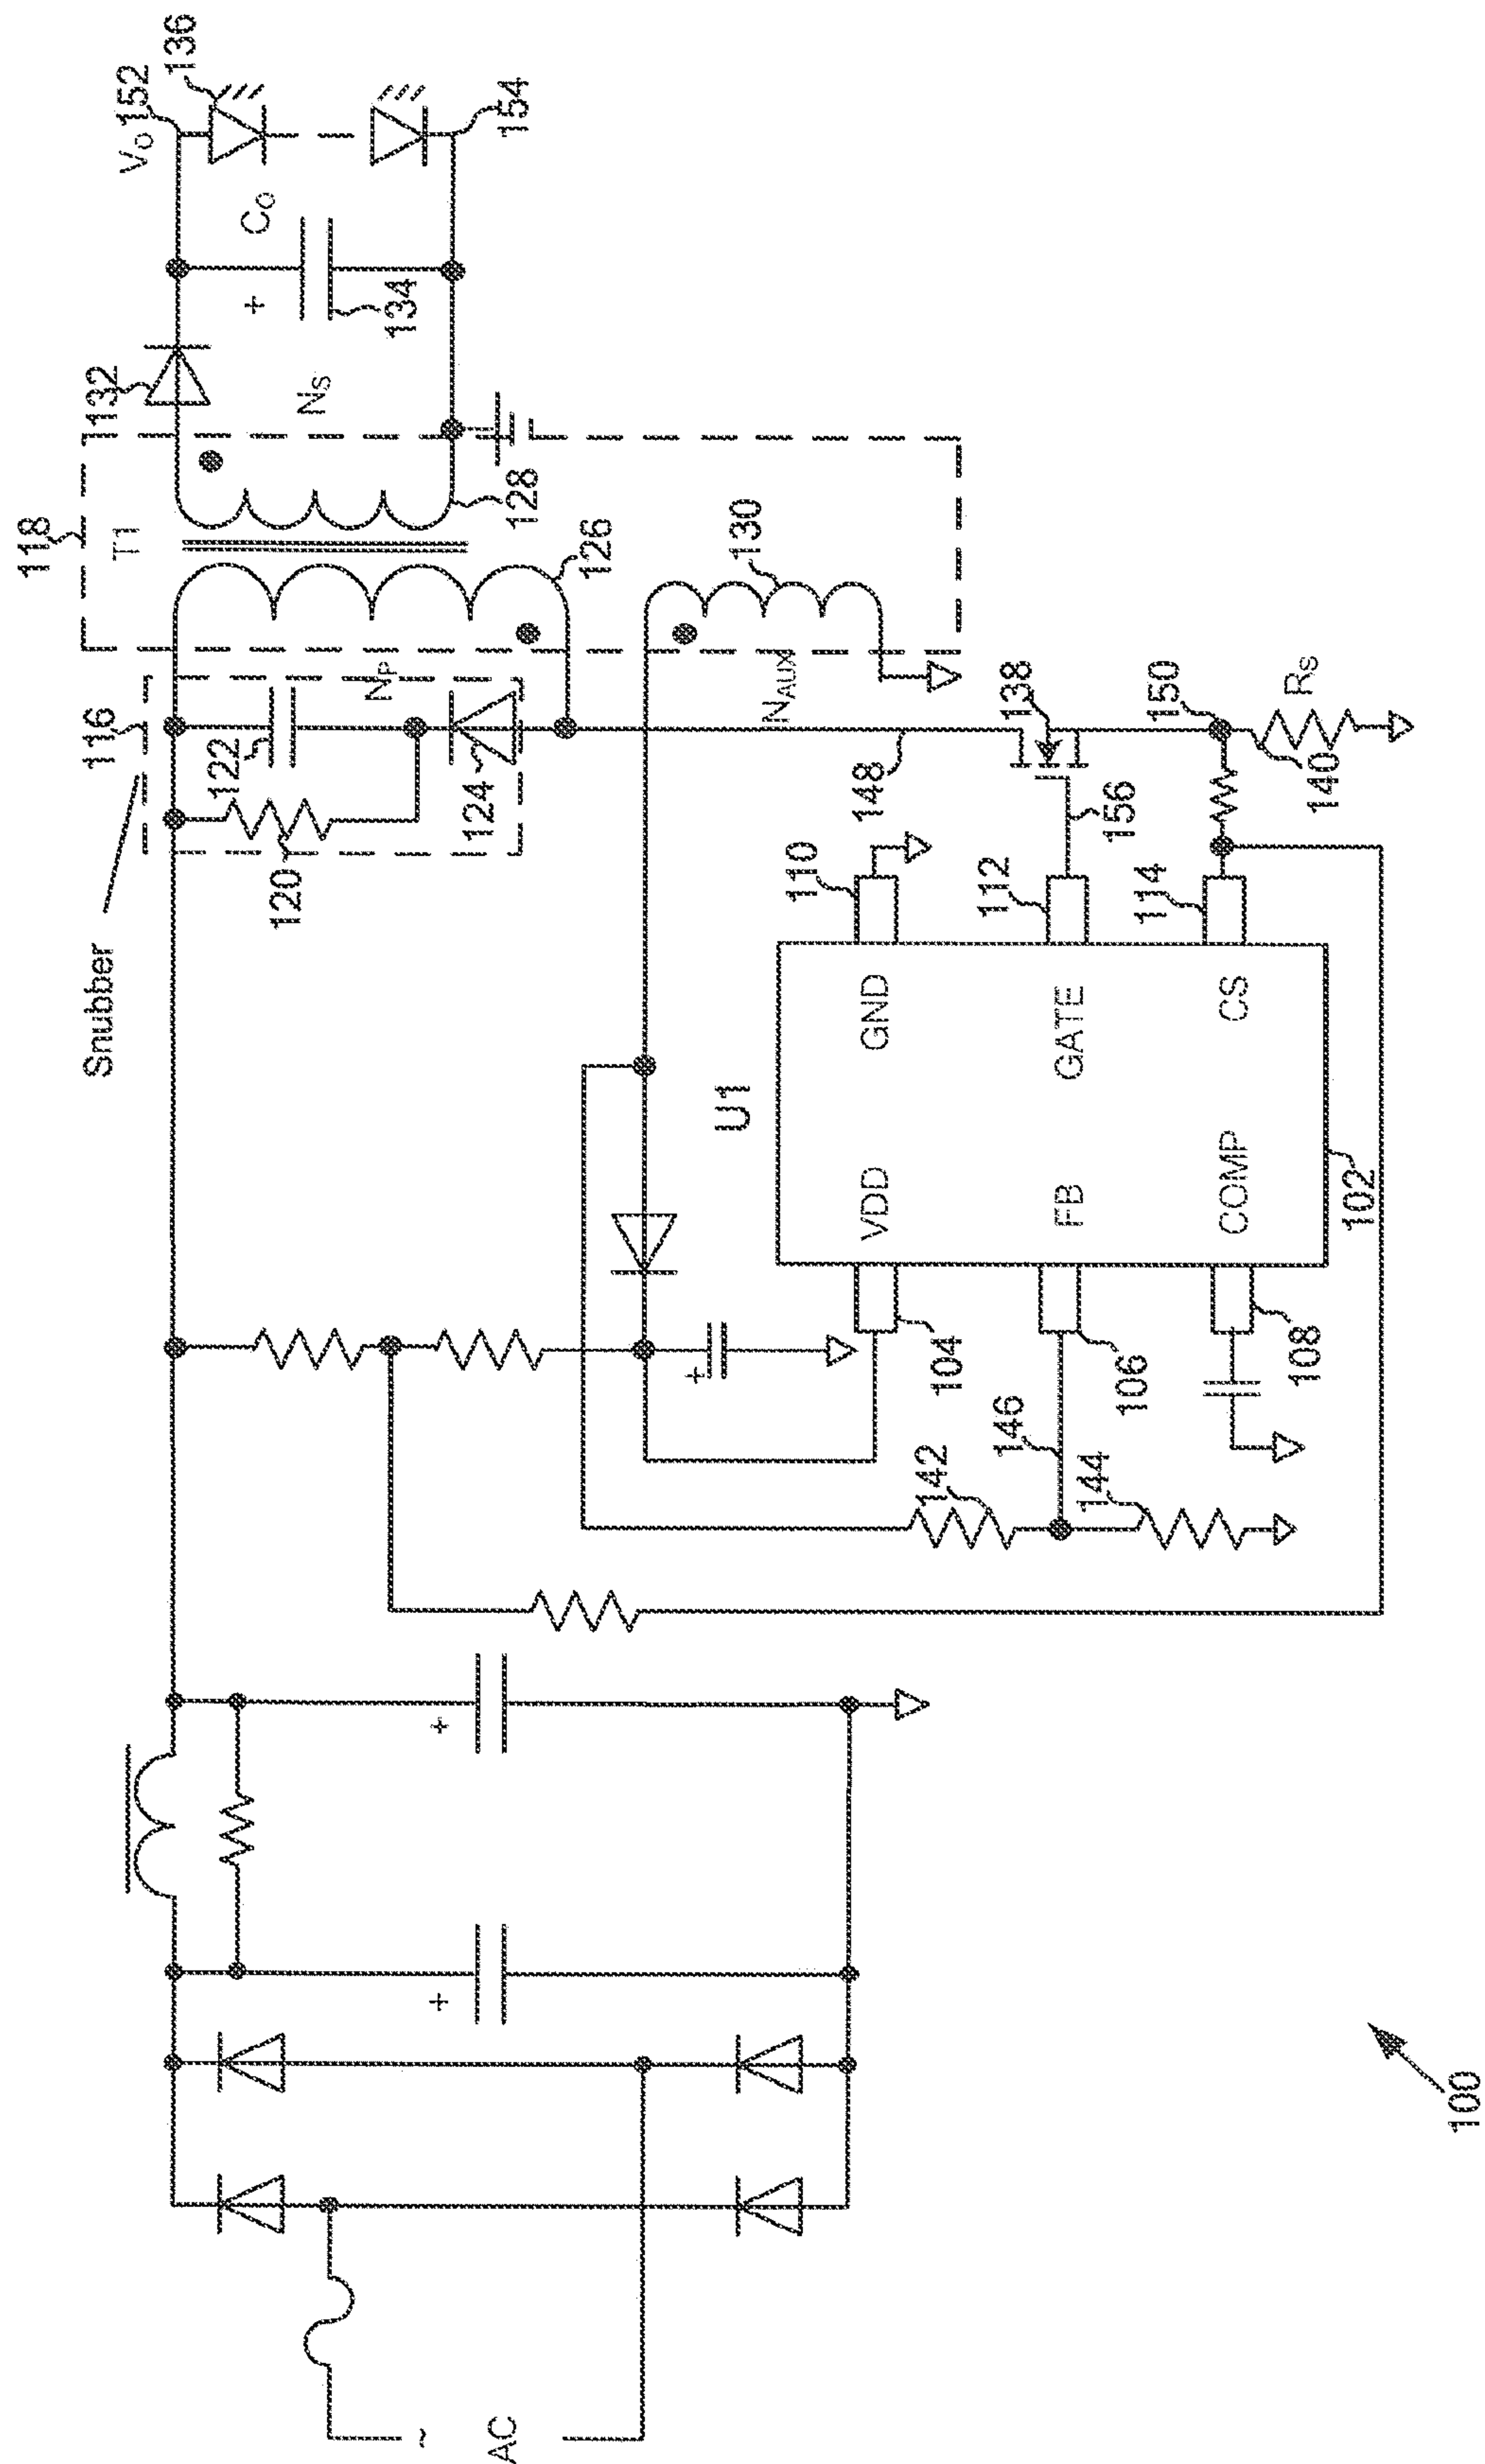 118
T1
116
Snubber
122
120
124
NP
126
128
132
NS
+
CO
134
VO
152
136
154
130
NAUX
148
138
150
RS
140
156
110
112
114
U1
VDD
GND
FB
GATE
COMP
CS
102
104
106
108
+
142
146
144
+
+
~
AC
100